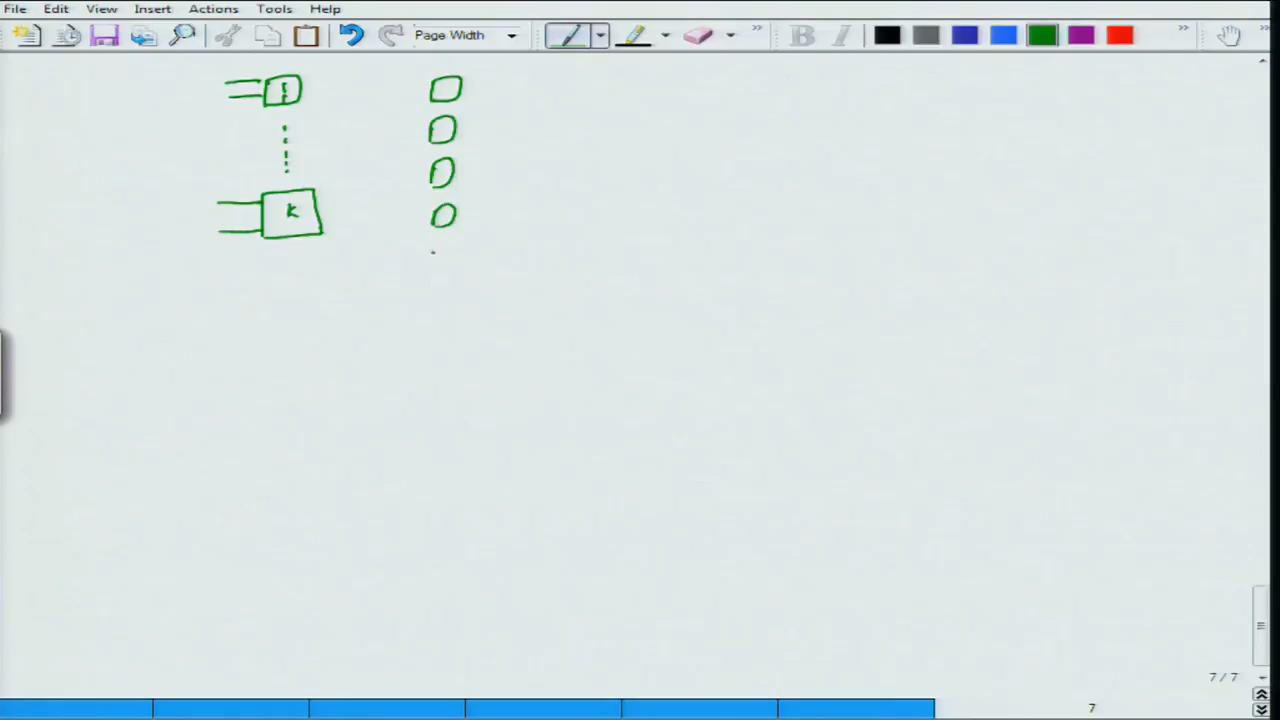 File Edit View Insert Actions Tools Help
Page Width
B I
1
K
7 / 7
7